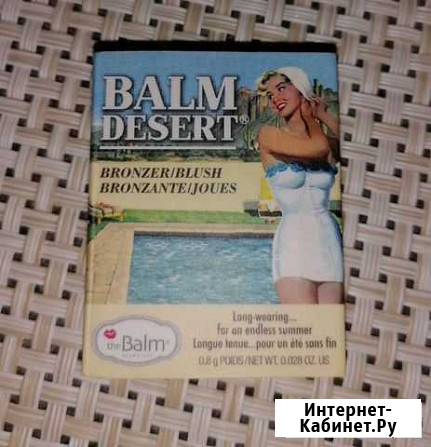 BALM
DESERT®
BRONZER/BLUSH
BRONZANTE/JOUES
Long-wearing...
for an endless summer
Longue tenue...pour un été sans fin
0.8 g POIDS/NET WT. 0.028 OZ. US
theBalm®
Интернет-
Кабинет.Ру